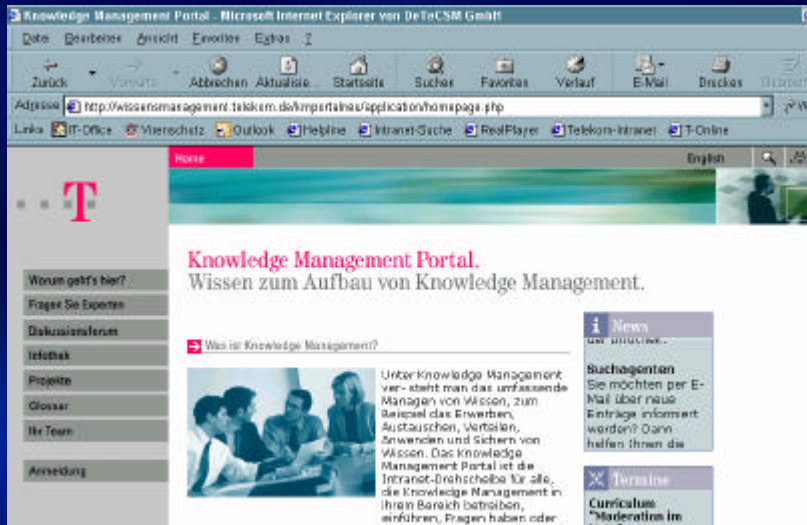 Knowledge Management Portal - Microsoft Internet Explorer von DeTeCSM GmbH
Datei Bearbeiten Ansicht Favoriten Extras ?
Zurück Vorwärts Abbrechen Aktualisie... Startseite Suchen Favoriten Verlauf E-Mail Drucken
Adresse http://wissensmanagement.telekom.de/kmportalneu/application/homepage.php
Links IT-Office Virenschutz Outlook Helpline Intranet-Suche RealPlayer Telekom-Intranet T-Online
Home English
T
Knowledge Management Portal.
Wissen zum Aufbau von Knowledge Management.
Worum geht's hier?
Fragen Sie Experten
Diskussionsforum
Infothek
Projekte
Glossar
Ihr Team
Anmeldung
Was ist Knowledge Management?
Unter Knowledge Management
ver- steht man das umfassende
Managen von Wissen, zum
Beispiel das Erwerben,
Austauschen, Verteilen,
Anwenden und Sichern von
Wissen. Das Knowledge
Management Portal ist die
Intranet-Drehscheibe für alle,
die Knowledge Management in
ihrem Bereich betreiben,
einführen, Fragen haben oder
i News
Suchagenten
Sie möchten per E-
Mail über neue
Einträge informiert
werden? Dann
helfen Ihnen die
Termine
Curriculum
"Moderation im